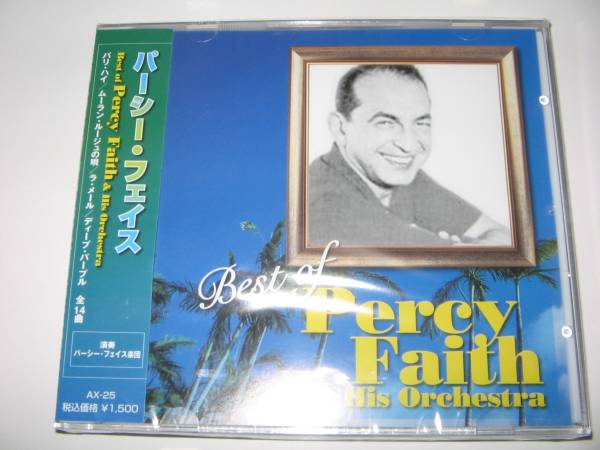 パーシー・フェイス
Best of Percy Faith & His Orchestra
バリ・ハイ/ムーラン・ルージュの唄/ラ・メール/ディープ・パープル 全14曲
演奏
パーシー・フェイス楽団
AX-25
税込価格 ¥1,500
Best of
Percy
Faith
His Orchestra